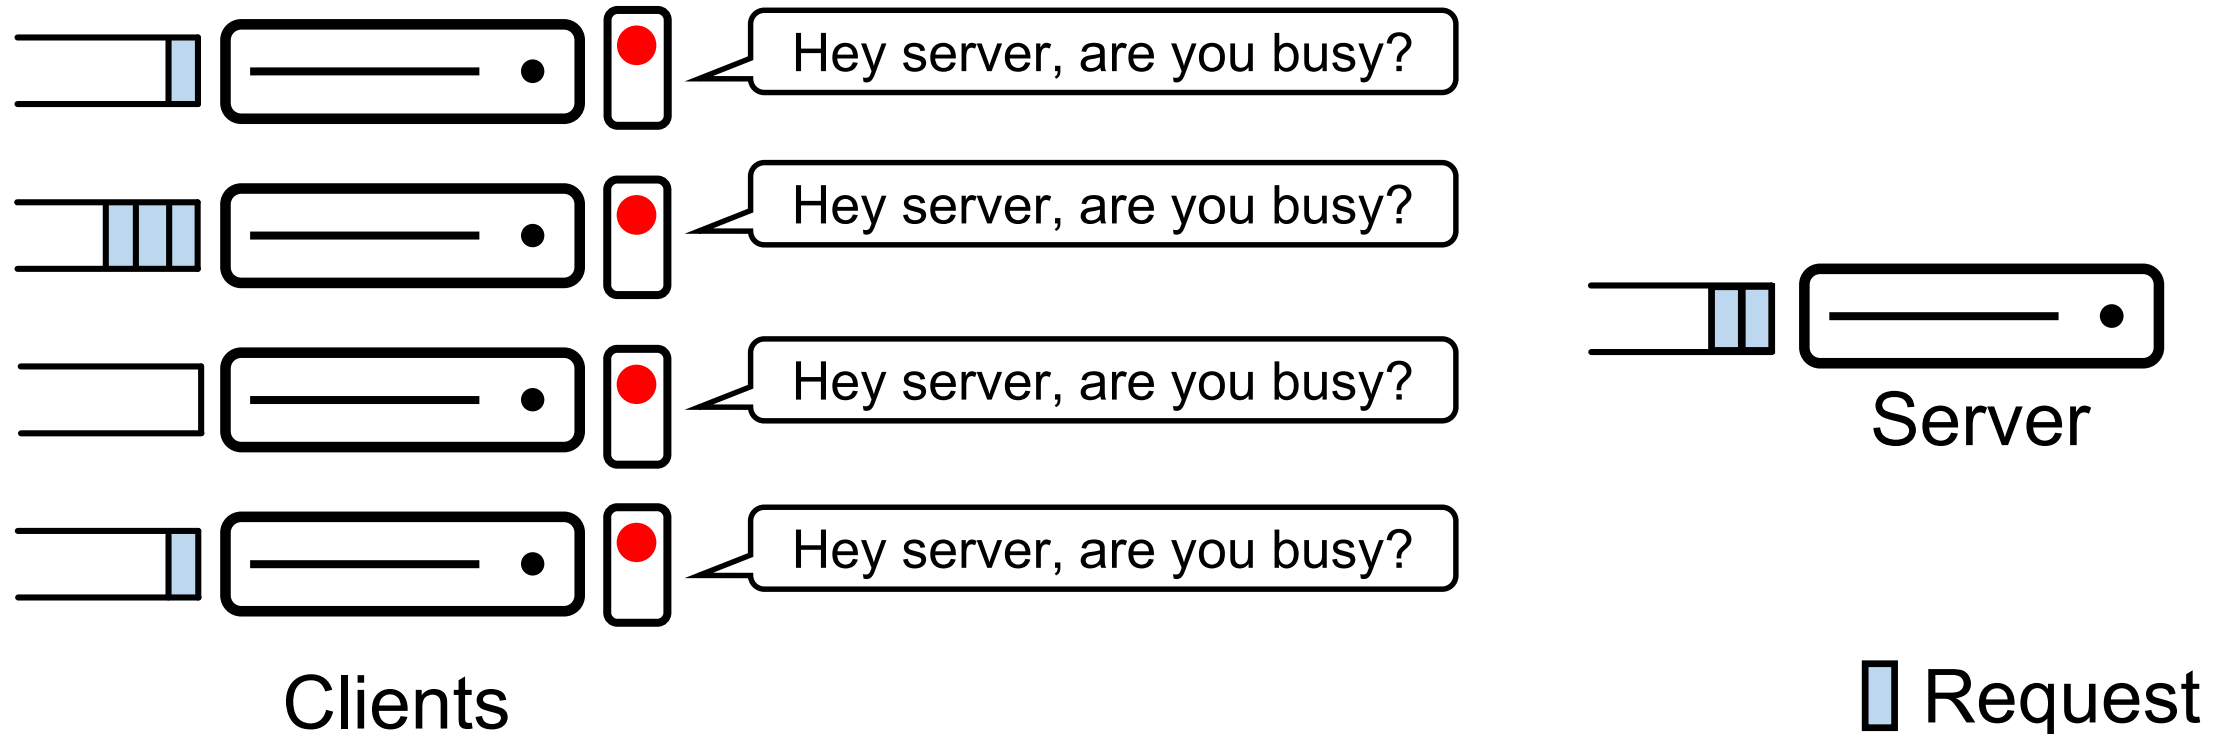 Hey server, are you busy?
Hey server, are you busy?
Hey server, are you busy?
Server
Hey server, are you busy?
Clients
Request